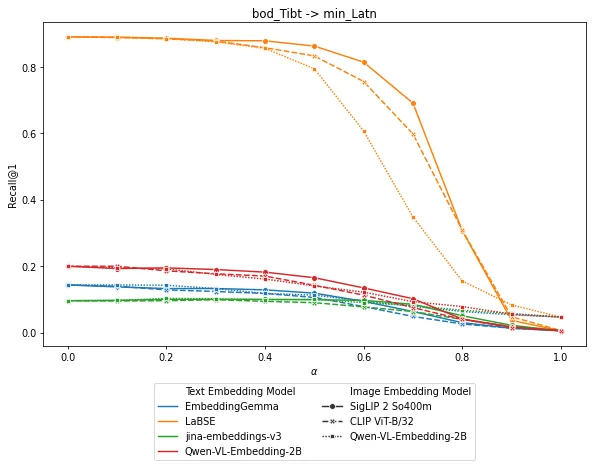 bod_Tibt -> min_Latn
Recall@1
0.8
0.6
0.4
0.2
0.0
0.0 0.2 0.4 0.6 0.8 1.0
α
Text Embedding Model Image Embedding Model
EmbeddingGemma SigLIP 2 So400m
LaBSE CLIP ViT-B/32
jina-embeddings-v3 Qwen-VL-Embedding-2B
Qwen-VL-Embedding-2B